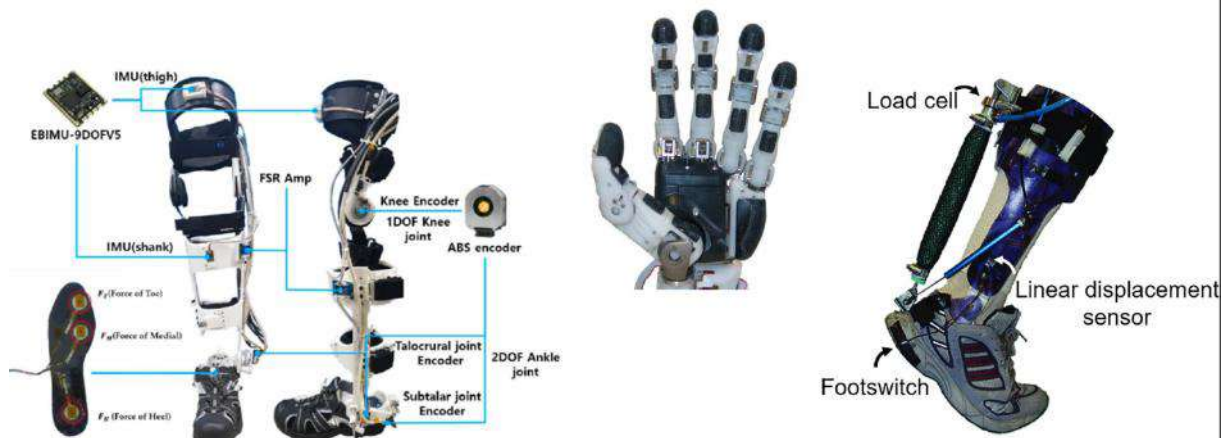 IMU(thigh)
EBIMU-9DOFV5
FSR Amp
Knee Encoder
1DOF Knee
joint
ABS encoder
IMU(shank)
F_T(Force of Toe)
F_M(Force of Medial)
F_H (Force of Heel)
Talocrural joint
Encoder
2DOF Ankle
joint
Subtalar joint
Encoder
Load cell
Linear displacement
sensor
Footswitch